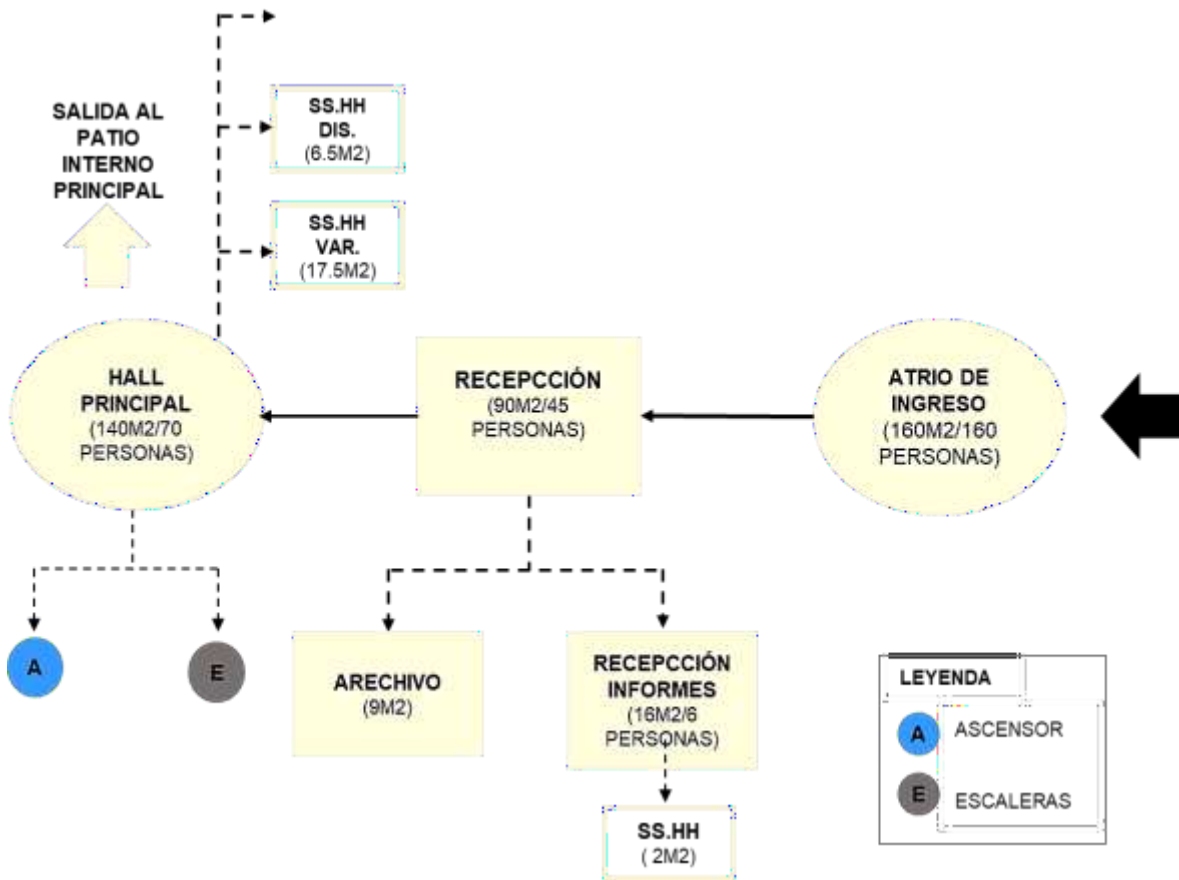 SALIDA AL
PATIO
INTERNO
PRINCIPAL
SS.HH
DIS.
(6.5M2)
SS.HH
VAR.
(17.5M2)
HALL
PRINCIPAL
(140M2/70
PERSONAS)
RECEPCCIÓN
(90M2/45
PERSONAS)
ATRIO DE
INGRESO
(160M2/160
PERSONAS)
A
E
ARECHIVO
(9M2)
RECEPCCIÓN
INFORMES
(16M2/6
PERSONAS)
SS.HH
( 2M2)
LEYENDA
A ASCENSOR
E ESCALERAS